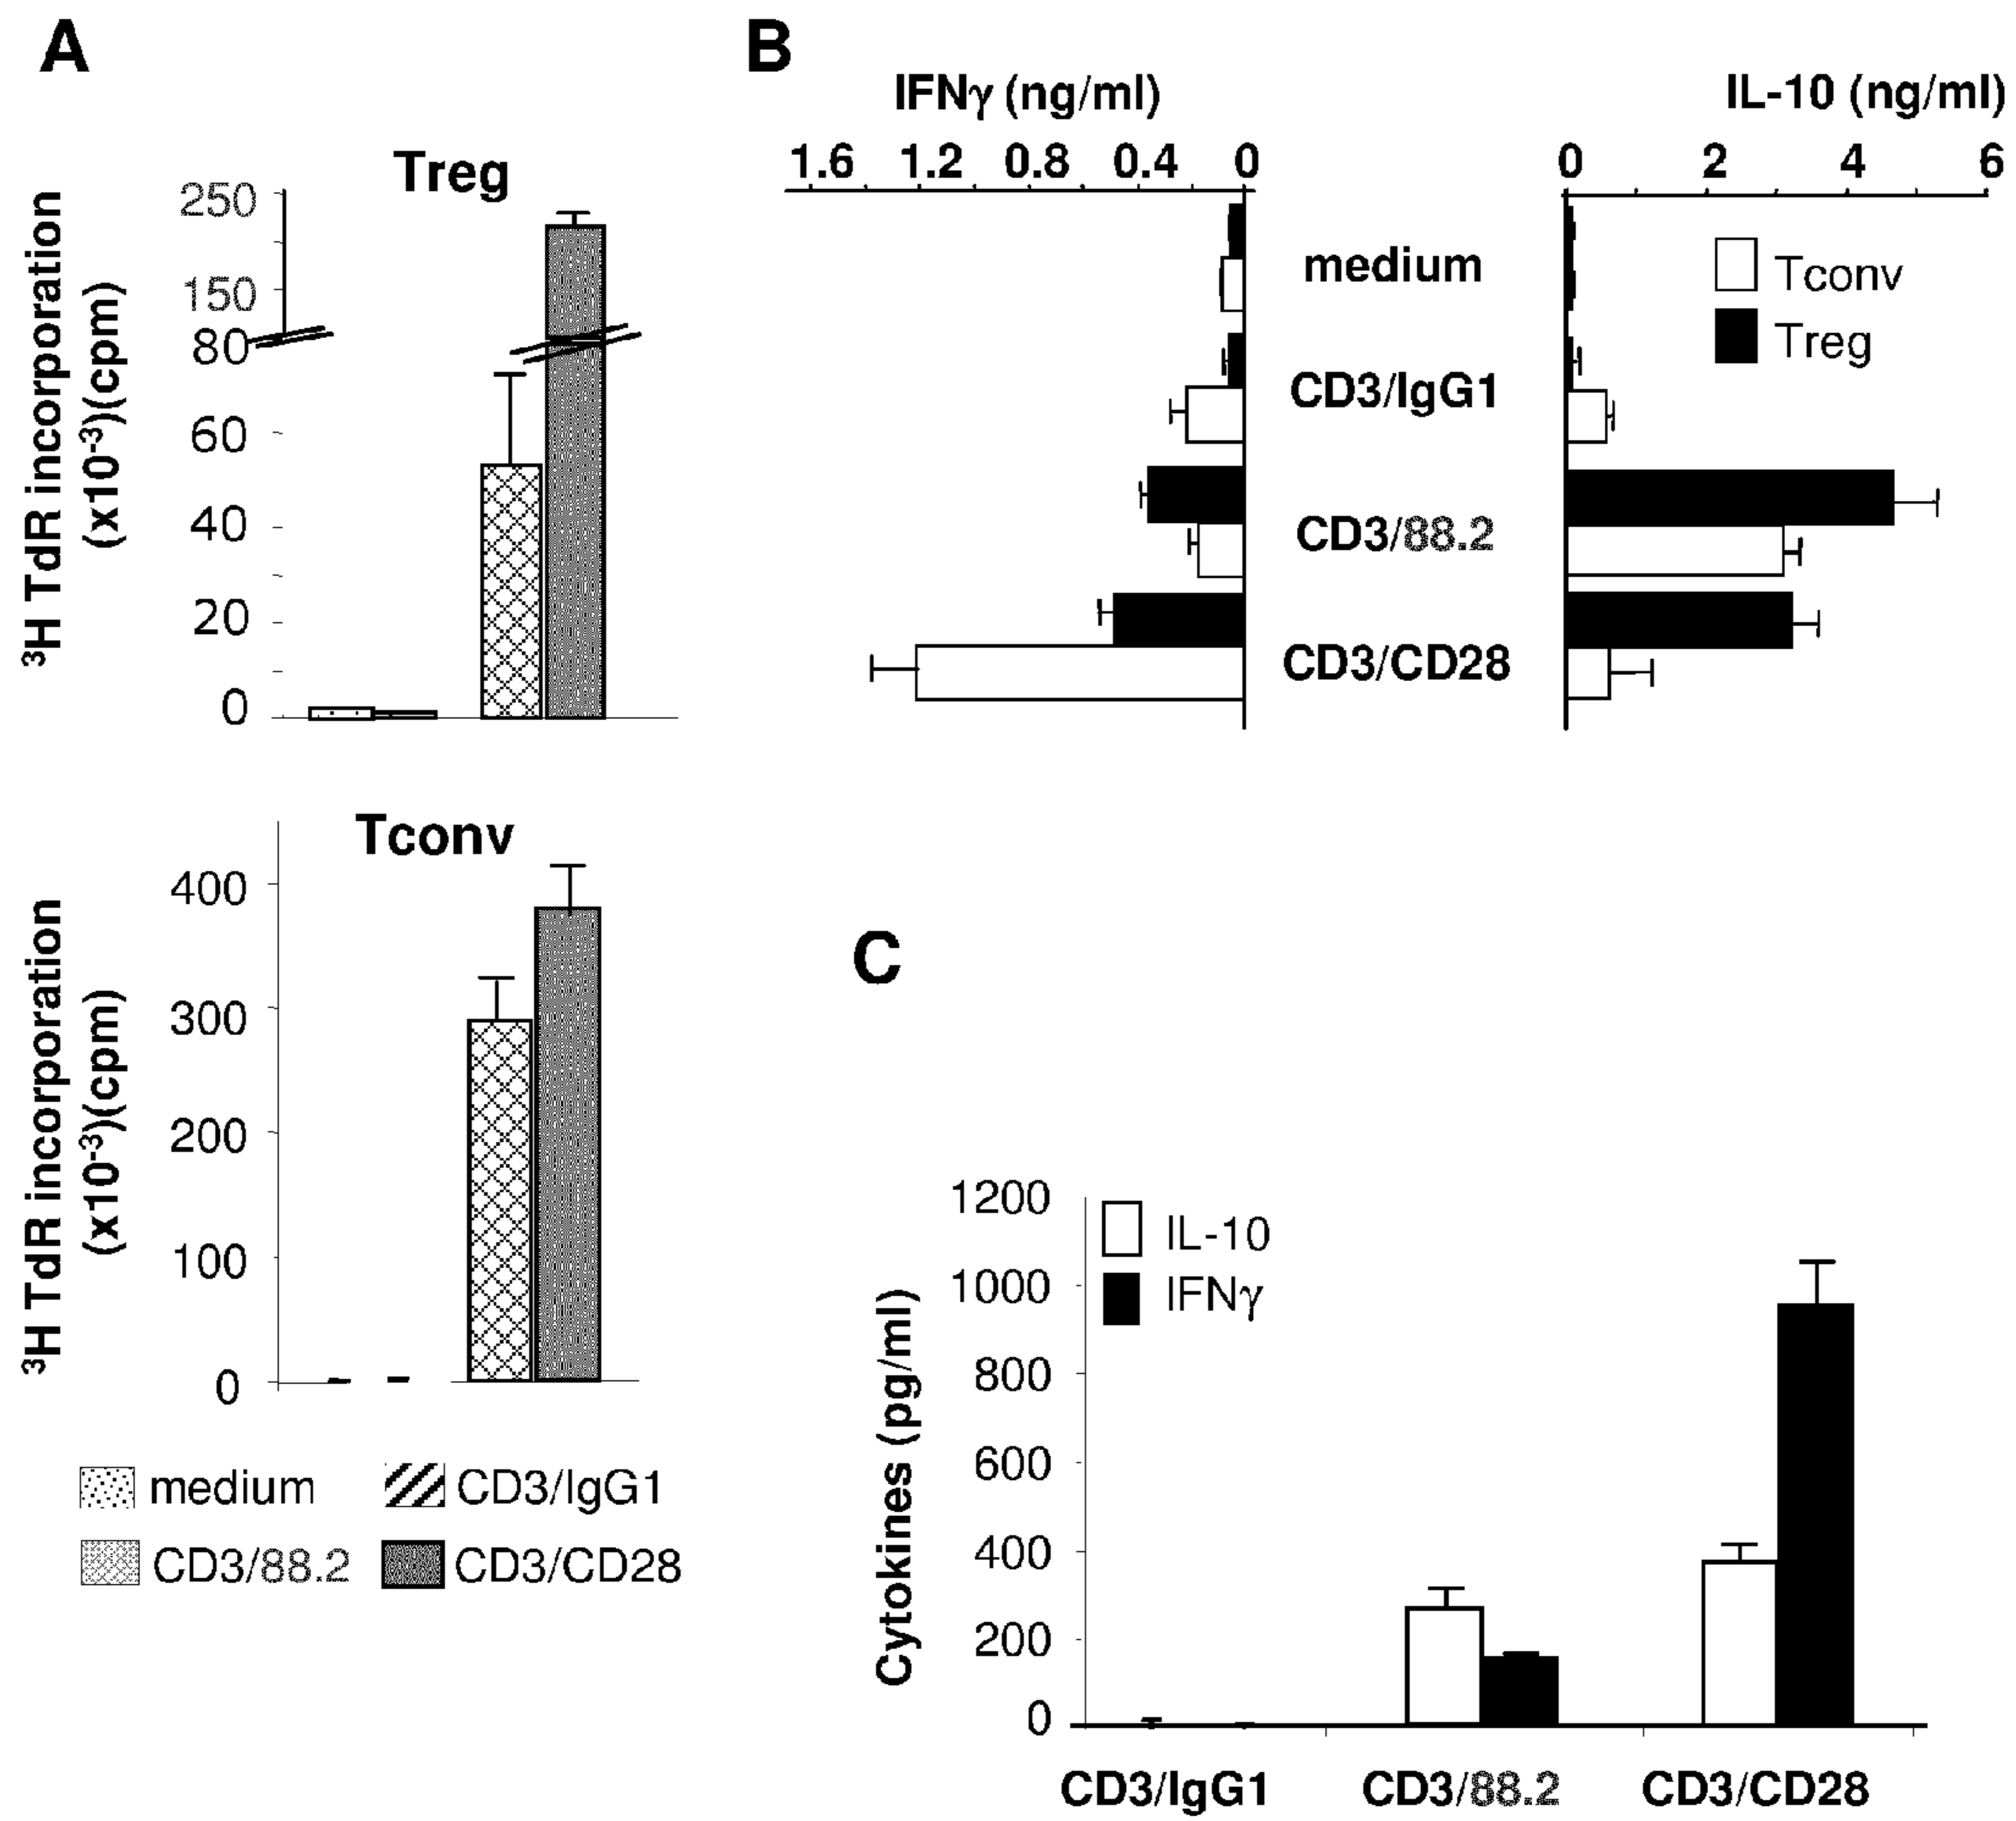 A
Treg
³H TdR incorporation
(x10⁻³)(cpm)
250
150
80
60
40
20
0
Tconv
³H TdR incorporation
(x10⁻³)(cpm)
400
300
200
100
0
medium
CD3/IgG1
CD3/88.2
CD3/CD28
B
IFNγ (ng/ml)
1.6 1.2 0.8 0.4 0
IL-10 (ng/ml)
0 2 4 6
medium
CD3/IgG1
CD3/88.2
CD3/CD28
Tconv
Treg
C
Cytokines (pg/ml)
1200
1000
800
600
400
200
0
IL-10
IFNγ
CD3/IgG1 CD3/88.2 CD3/CD28